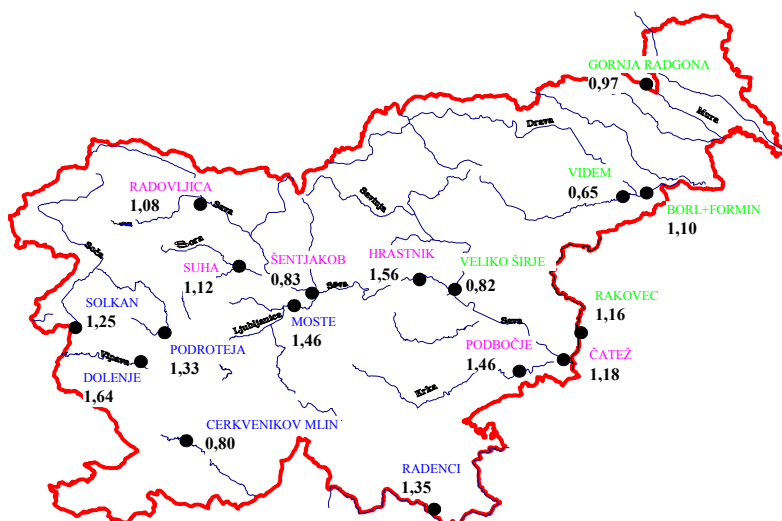 GORNJA RADGONA
0,97
Mura
Drava
VIDEM
0,65
BORL+FORMIN
1,10
RADOVLJICA
1,08
Sava
Savinja
Sora
Soča
SUHA
1,12
ŠENTJAKOB
0,83
HRASTNIK
1,56
VELIKO ŠIRJE
0,82
Sava
RAKOVEC
1,16
SOLKAN
1,25
Ljubljanica
MOSTE
1,46
Sava
PODROTEJA
1,33
Vipava
DOLENJE
1,64
PODBOČJE
1,46
ČATEŽ
1,18
Krka
CERKVENIKOV MLIN
0,80
RADENCI
1,35